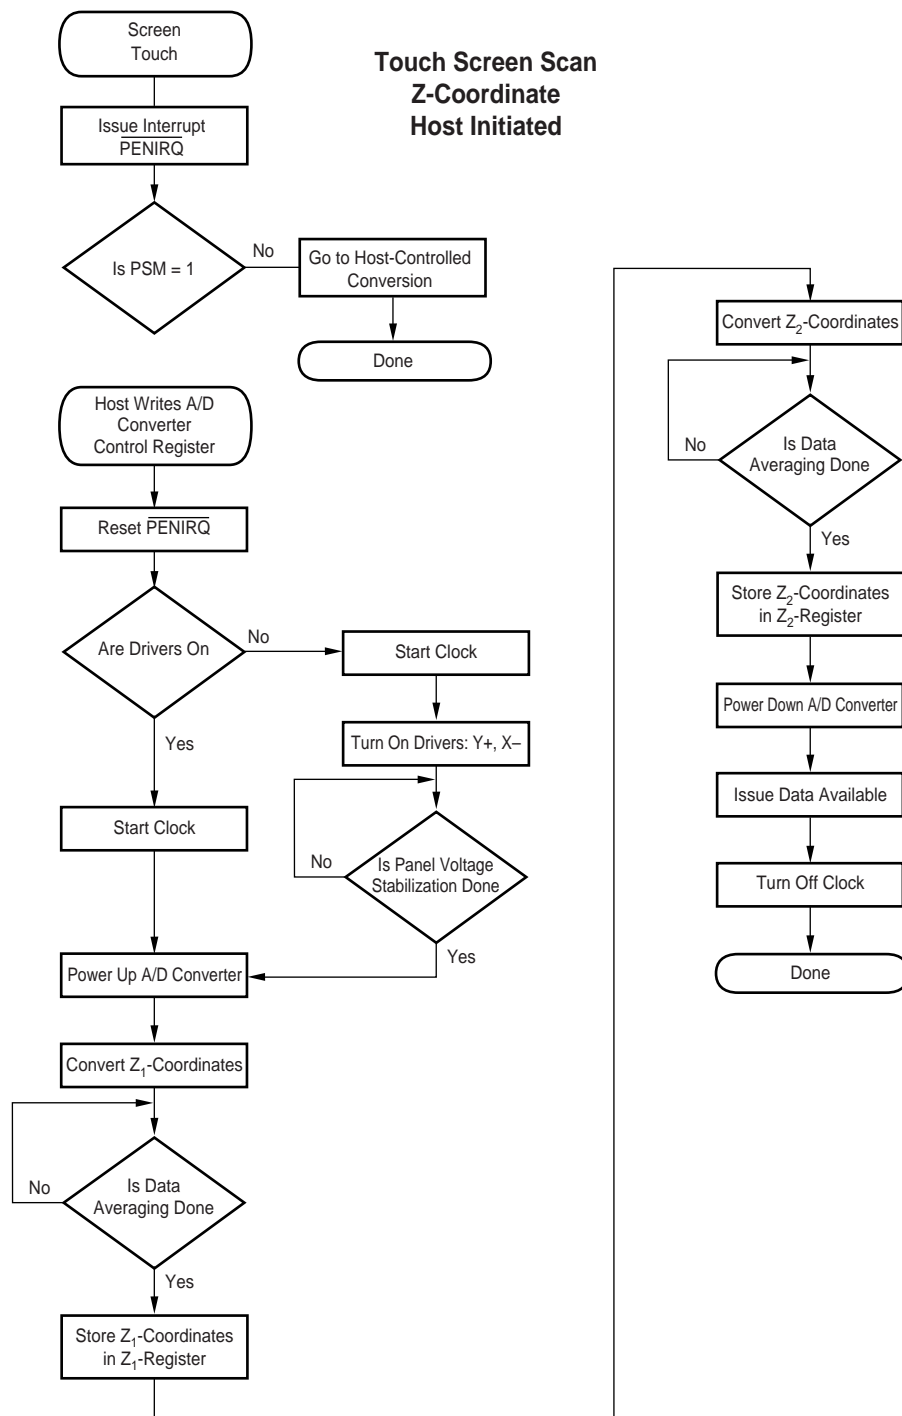 Screen
Touch
Touch Screen Scan
Z-Coordinate
Host Initiated
Issue Interrupt
PENIRQ
Is PSM = 1
No
Go to Host-Controlled
Conversion
Done
Host Writes A/D
Converter
Control Register
Reset PENIRQ
Are Drivers On
No
Start Clock
Turn On Drivers: Y+, X–
Yes
Start Clock
No
Is Panel Voltage
Stabilization Done
Yes
Power Up A/D Converter
Convert Z₁-Coordinates
No
Is Data
Averaging Done
Yes
Store Z₁-Coordinates
in Z₁-Register
Convert Z₂-Coordinates
No
Is Data
Averaging Done
Yes
Store Z₂-Coordinates
in Z₂-Register
Power Down A/D Converter
Issue Data Available
Turn Off Clock
Done